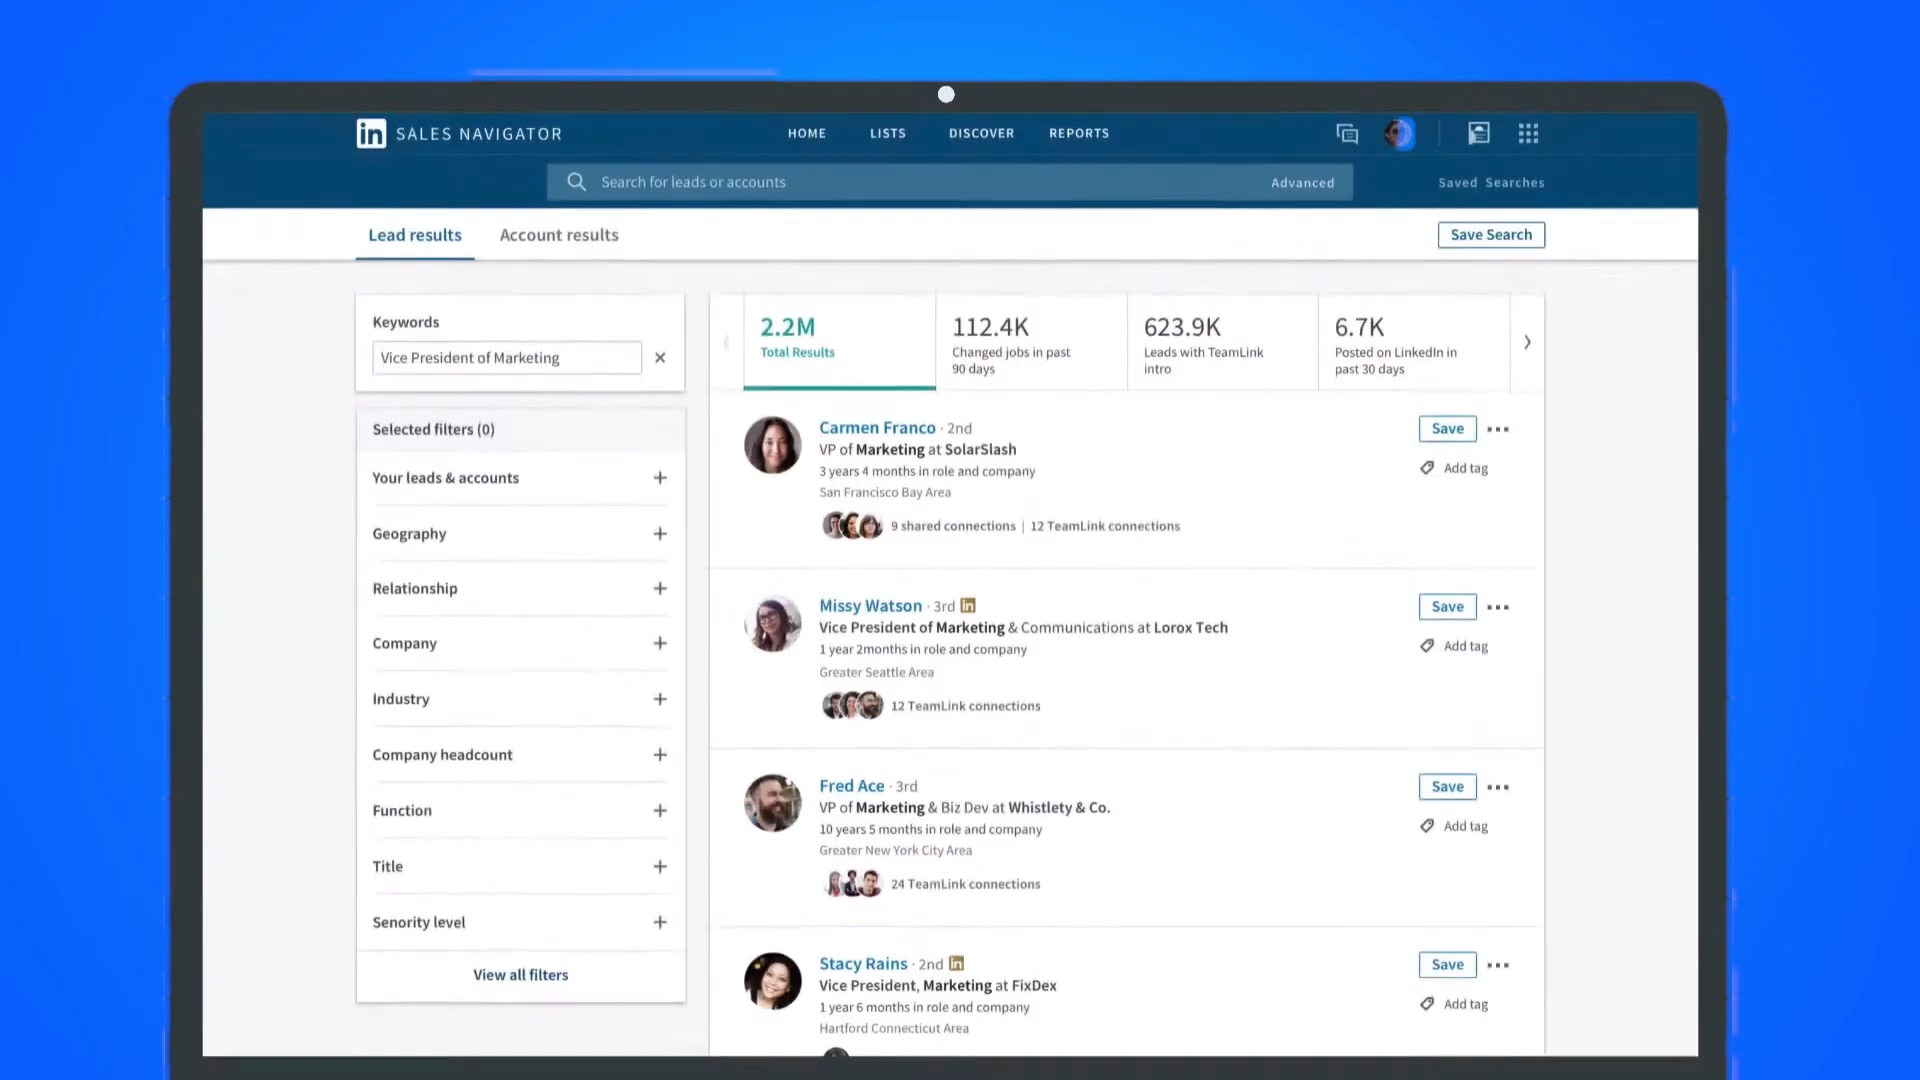 in SALES NAVIGATOR
HOME LISTS DISCOVER REPORTS
Search for leads or accounts Advanced
Saved Searches
Lead results Account results
Save Search
Keywords
Vice President of Marketing
Selected filters (0)
Your leads & accounts
Geography
Relationship
Company
Industry
Company headcount
Function
Title
Senority level
View all filters
2.2M
Total Results
112.4K
Changed jobs in past
90 days
623.9K
Leads with TeamLink
intro
6.7K
Posted on LinkedIn in
past 30 days
Carmen Franco · 2nd
VP of Marketing at SolarSlash
3 years 4 months in role and company
San Francisco Bay Area
9 shared connections | 12 TeamLink connections
Save
Add tag
Missy Watson · 3rd in
Vice President of Marketing & Communications at Lorox Tech
1 year 2months in role and company
Greater Seattle Area
12 TeamLink connections
Save
Add tag
Fred Ace · 3rd
VP of Marketing & Biz Dev at Whistlety & Co.
10 years 5 months in role and company
Greater New York City Area
24 TeamLink connections
Save
Add tag
Stacy Rains · 2nd in
Vice President, Marketing at FixDex
1 year 6 months in role and company
Hartford Connecticut Area
Save
Add tag